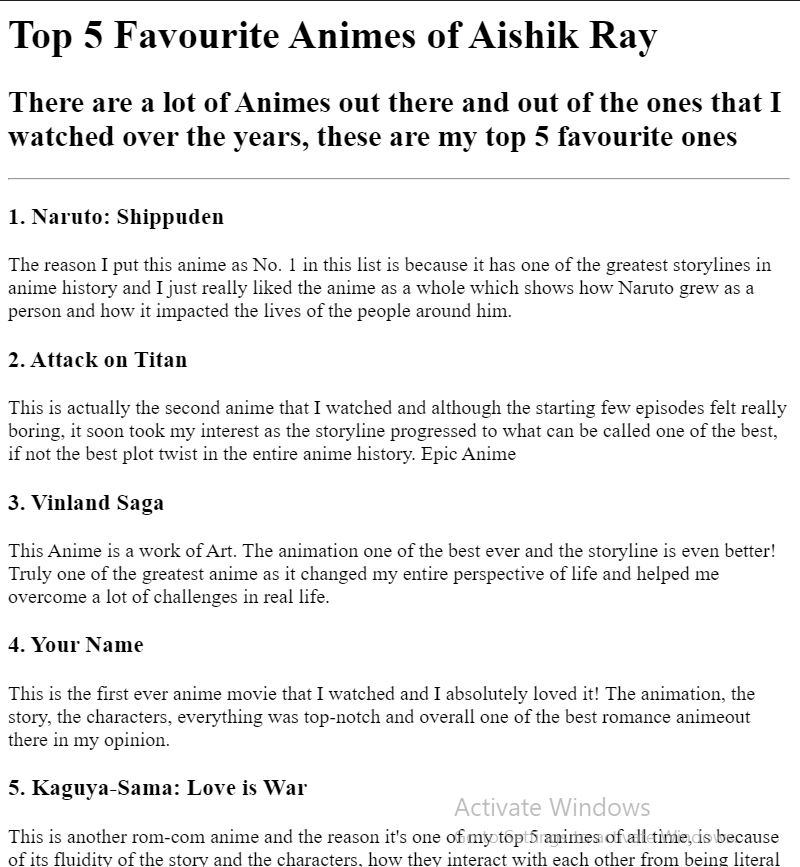 Top 5 Favourite Animes of Aishik Ray
There are a lot of Animes out there and out of the ones that I
watched over the years, these are my top 5 favourite ones
1. Naruto: Shippuden
The reason I put this anime as No. 1 in this list is because it has one of the greatest storylines in
anime history and I just really liked the anime as a whole which shows how Naruto grew as a
person and how it impacted the lives of the people around him.
2. Attack on Titan
This is actually the second anime that I watched and although the starting few episodes felt really
boring, it soon took my interest as the storyline progressed to what can be called one of the best,
if not the best plot twist in the entire anime history. Epic Anime
3. Vinland Saga
This Anime is a work of Art. The animation one of the best ever and the storyline is even better!
Truly one of the greatest anime as it changed my entire perspective of life and helped me
overcome a lot of challenges in real life.
4. Your Name
This is the first ever anime movie that I watched and I absolutely loved it! The animation, the
story, the characters, everything was top-notch and overall one of the best romance animeout
there in my opinion.
5. Kaguya-Sama: Love is War
Activate Windows
Go to Settings to activate Windows.
This is another rom-com anime and the reason it's one of my top 5 animes of all time, is because
of its fluidity of the story and the characters, how they interact with each other from being literal